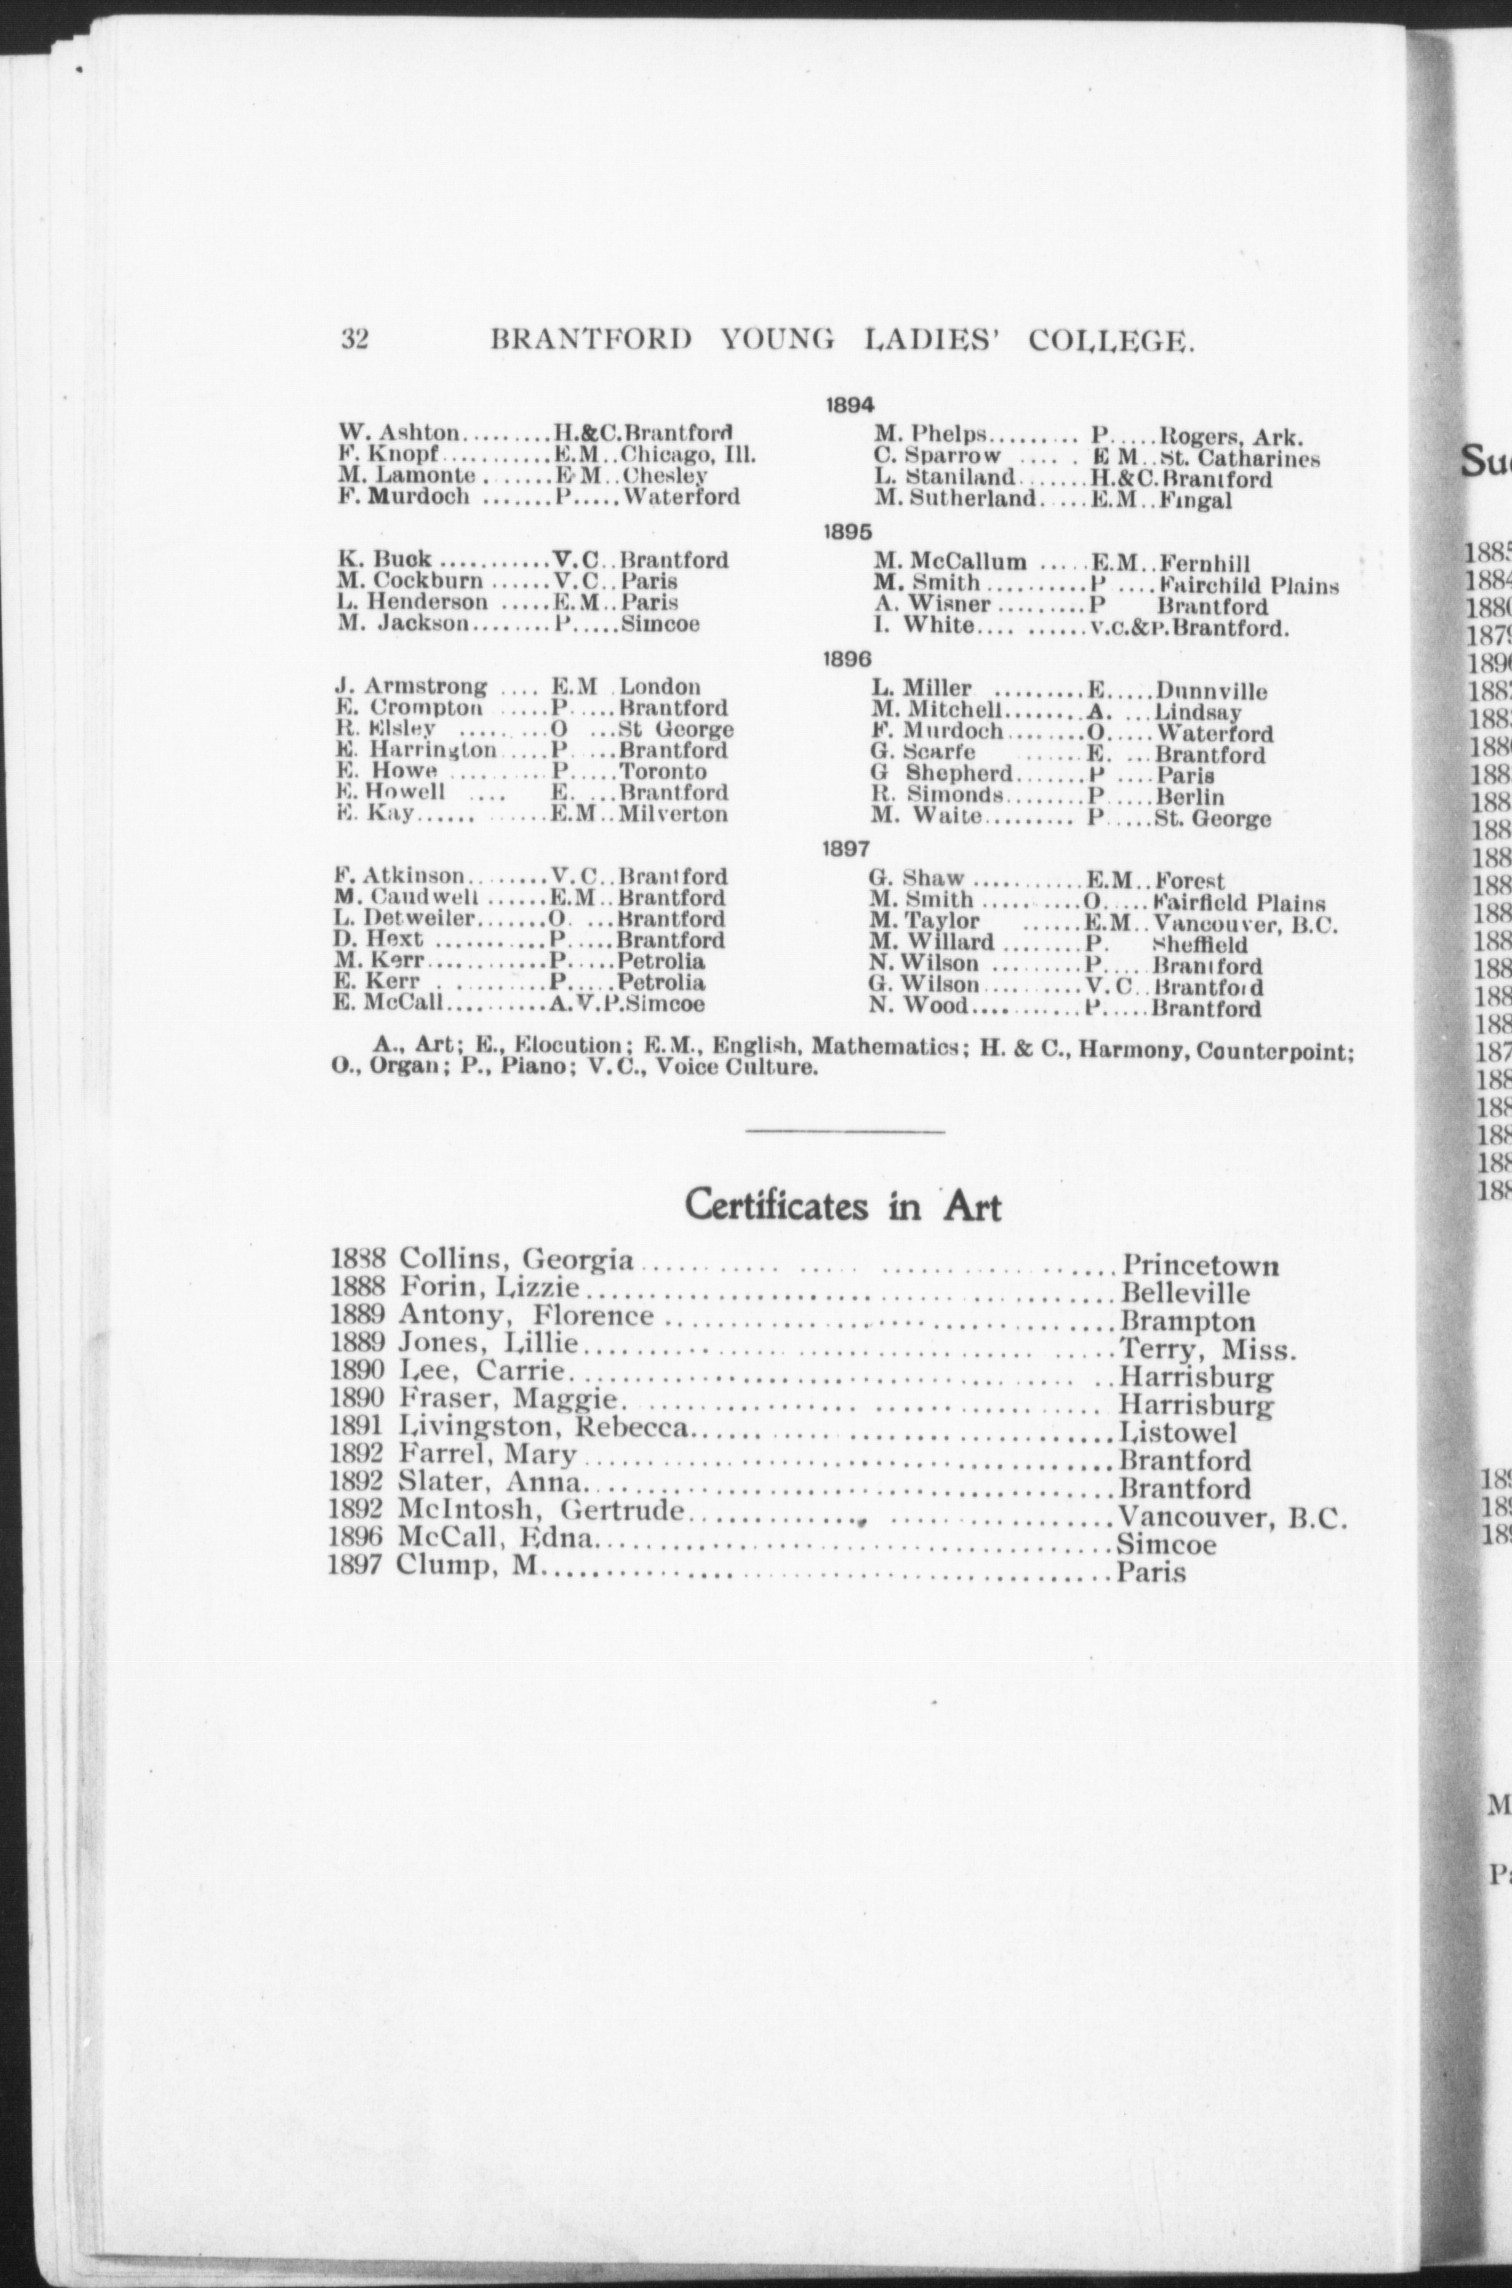 32 BRANTFORD YOUNG LADIES' COLLEGE.
1894
W. Ashton.........H.&C.Brantford
F. Knopf...........E.M..Chicago, Ill.
M. Lamonte........E M..Chesley
F. Murdoch .......P.....Waterford
M. Phelps......... P.....Rogers, Ark.
C. Sparrow ..... . E M..St. Catharines
L. Staniland.......H.&C.Brantford
M. Sutherland.....E.M..Fingal
1895
K. Buck...........V.C..Brantford
M. Cockburn......V.C..Paris
L. Henderson .....E.M..Paris
M. Jackson........P.....Simcoe
M. McCallum .....E.M..Fernhill
M. Smith..........P ....Fairchild Plains
A. Wisner.........P Brantford
I. White.... ......V.C.&P.Brantford.
1896
J. Armstrong .... E.M .London
E. Crompton .....P.....Brantford
R. Elsley .........O ...St George
E. Harrington.....P.....Brantford
E. Howe ..........P.....Toronto
E. Howell .... E. ...Brantford
E. Kay...... ......E.M..Milverton
L. Miller .........E.....Dunnville
M. Mitchell........A. ...Lindsay
F. Murdoch........O.....Waterford
G. Scarfe ......E. ...Brantford
G Shepherd.......P ....Paris
R. Simonds........P.....Berlin
M. Waite......... P.....St. George
1897
F. Atkinson........V.C..Brantford
M. Caudwell......E.M..Brantford
L. Detweiler.......O. ...Brantford
D. Hext...........P.....Brantford
M. Kerr............P.....Petrolia
E. Kerr . .........P.....Petrolia
E. McCall..........A.V.P.Simcoe
G. Shaw...........E.M..Forest
M. Smith..........O.....Fairfield Plains
M. Taylor ......E.M..Vancouver, B.C.
M. Willard........P. Sheffield
N. Wilson .........P.....Brantford
G. Wilson..........V.C..Brantford
N. Wood...........P.....Brantford
A., Art; E., Elocution; E.M., English, Mathematics; H. & C., Harmony, Counterpoint;
O., Organ; P., Piano; V.C., Voice Culture.
Certificates in Art
1888 Collins, Georgia........................Princetown
1888 Forin, Lizzie........................Belleville
1889 Antony, Florence........................Brampton
1889 Jones, Lillie........................Terry, Miss.
1890 Lee, Carrie........................Harrisburg
1890 Fraser, Maggie........................Harrisburg
1891 Livingston, Rebecca........................Listowel
1892 Farrel, Mary........................Brantford
1892 Slater, Anna........................Brantford
1892 McIntosh, Gertrude........................Vancouver, B.C.
1896 McCall, Edna........................Simcoe
1897 Clump, M........................Paris